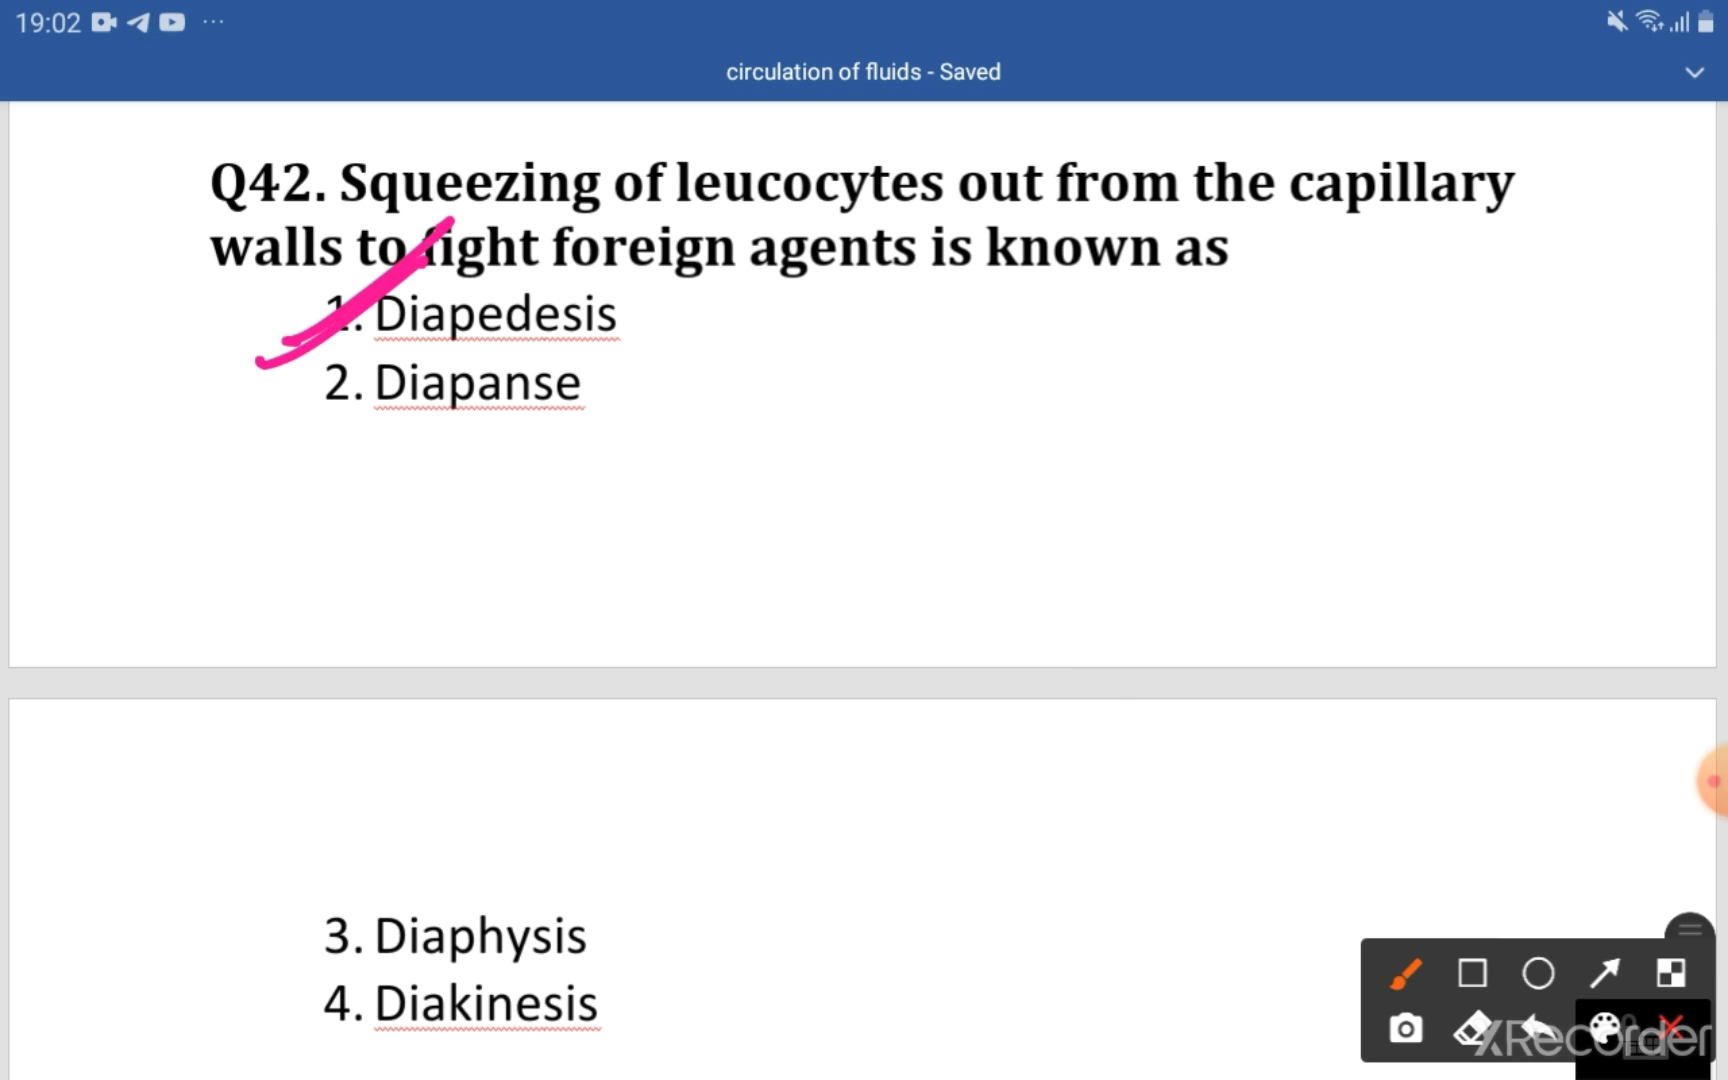 19:02
circulation of fluids - Saved
Q42. Squeezing of leucocytes out from the capillary
walls to fight foreign agents is known as
1. Diapedesis
2. Diapanse
3. Diaphysis
4. Diakinesis
XRecorder